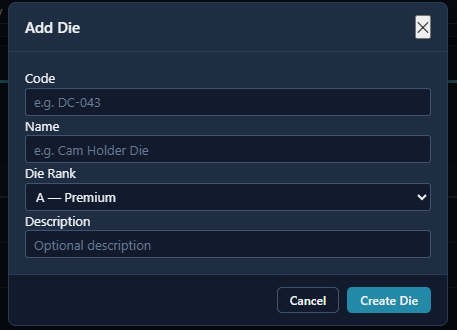 Add Die
Code
e.g. DC-043
Name
e.g. Cam Holder Die
Die Rank
A — Premium
Description
Optional description
Cancel
Create Die